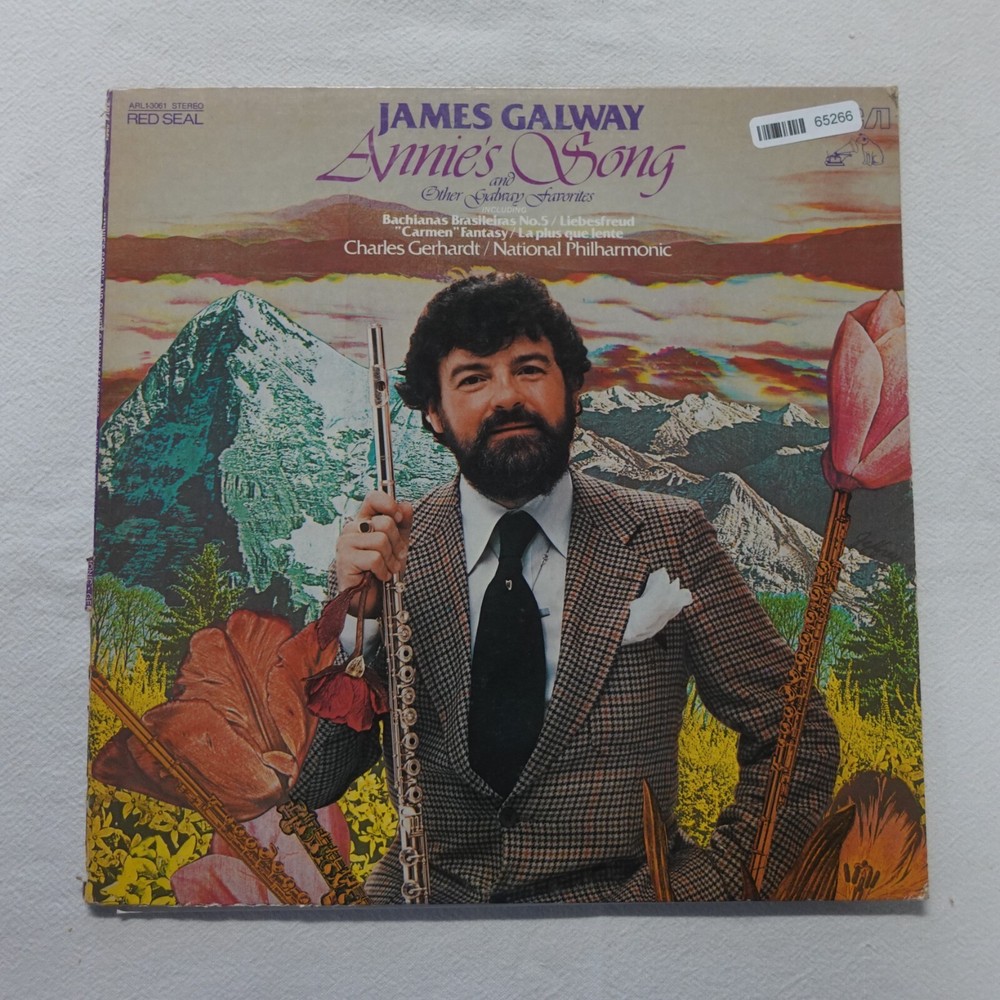 ARL1-3061 STEREO
RED SEAL
65266
JAMES GALWAY
Annie's Song
and
Other Galway Favorites
INCLUDING
Bachianas Brasileiras No.5 / Liebesfreud
"Carmen" Fantasy / La plus que lente
Charles Gerhardt / National Philharmonic